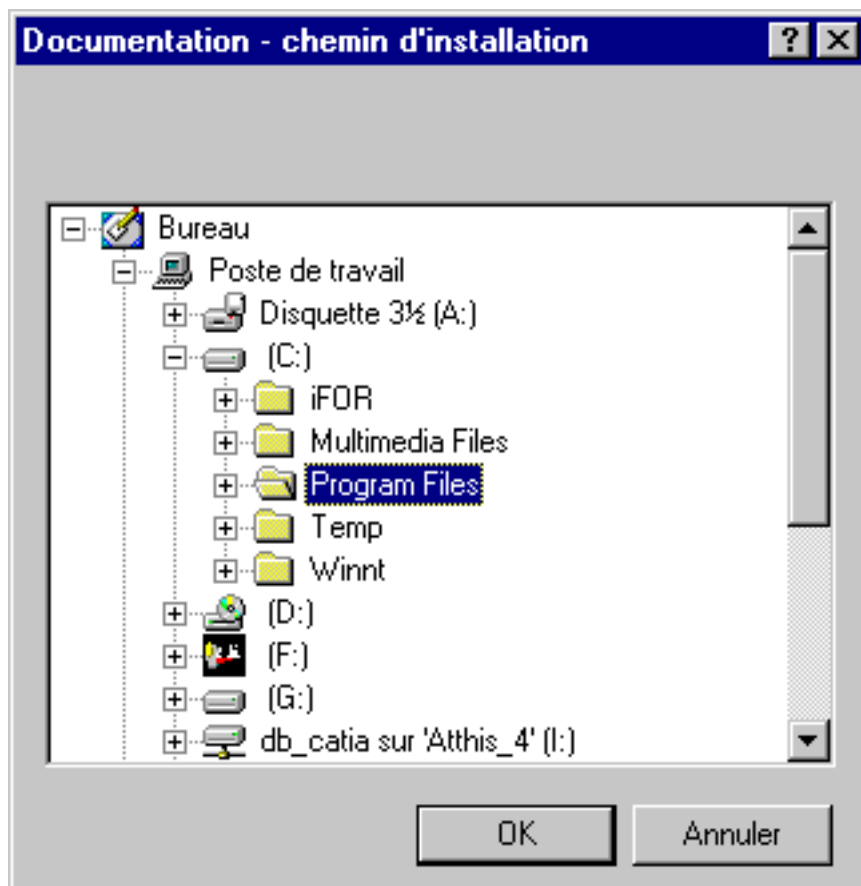 Documentation - chemin d'installation
Bureau
Poste de travail
Disquette 3½ (A:)
(C:)
iFOR
Multimedia Files
Program Files
Temp
Winnt
(D:)
(F:)
(G:)
db_catia sur 'Atthis_4' (I:)
OK Annuler